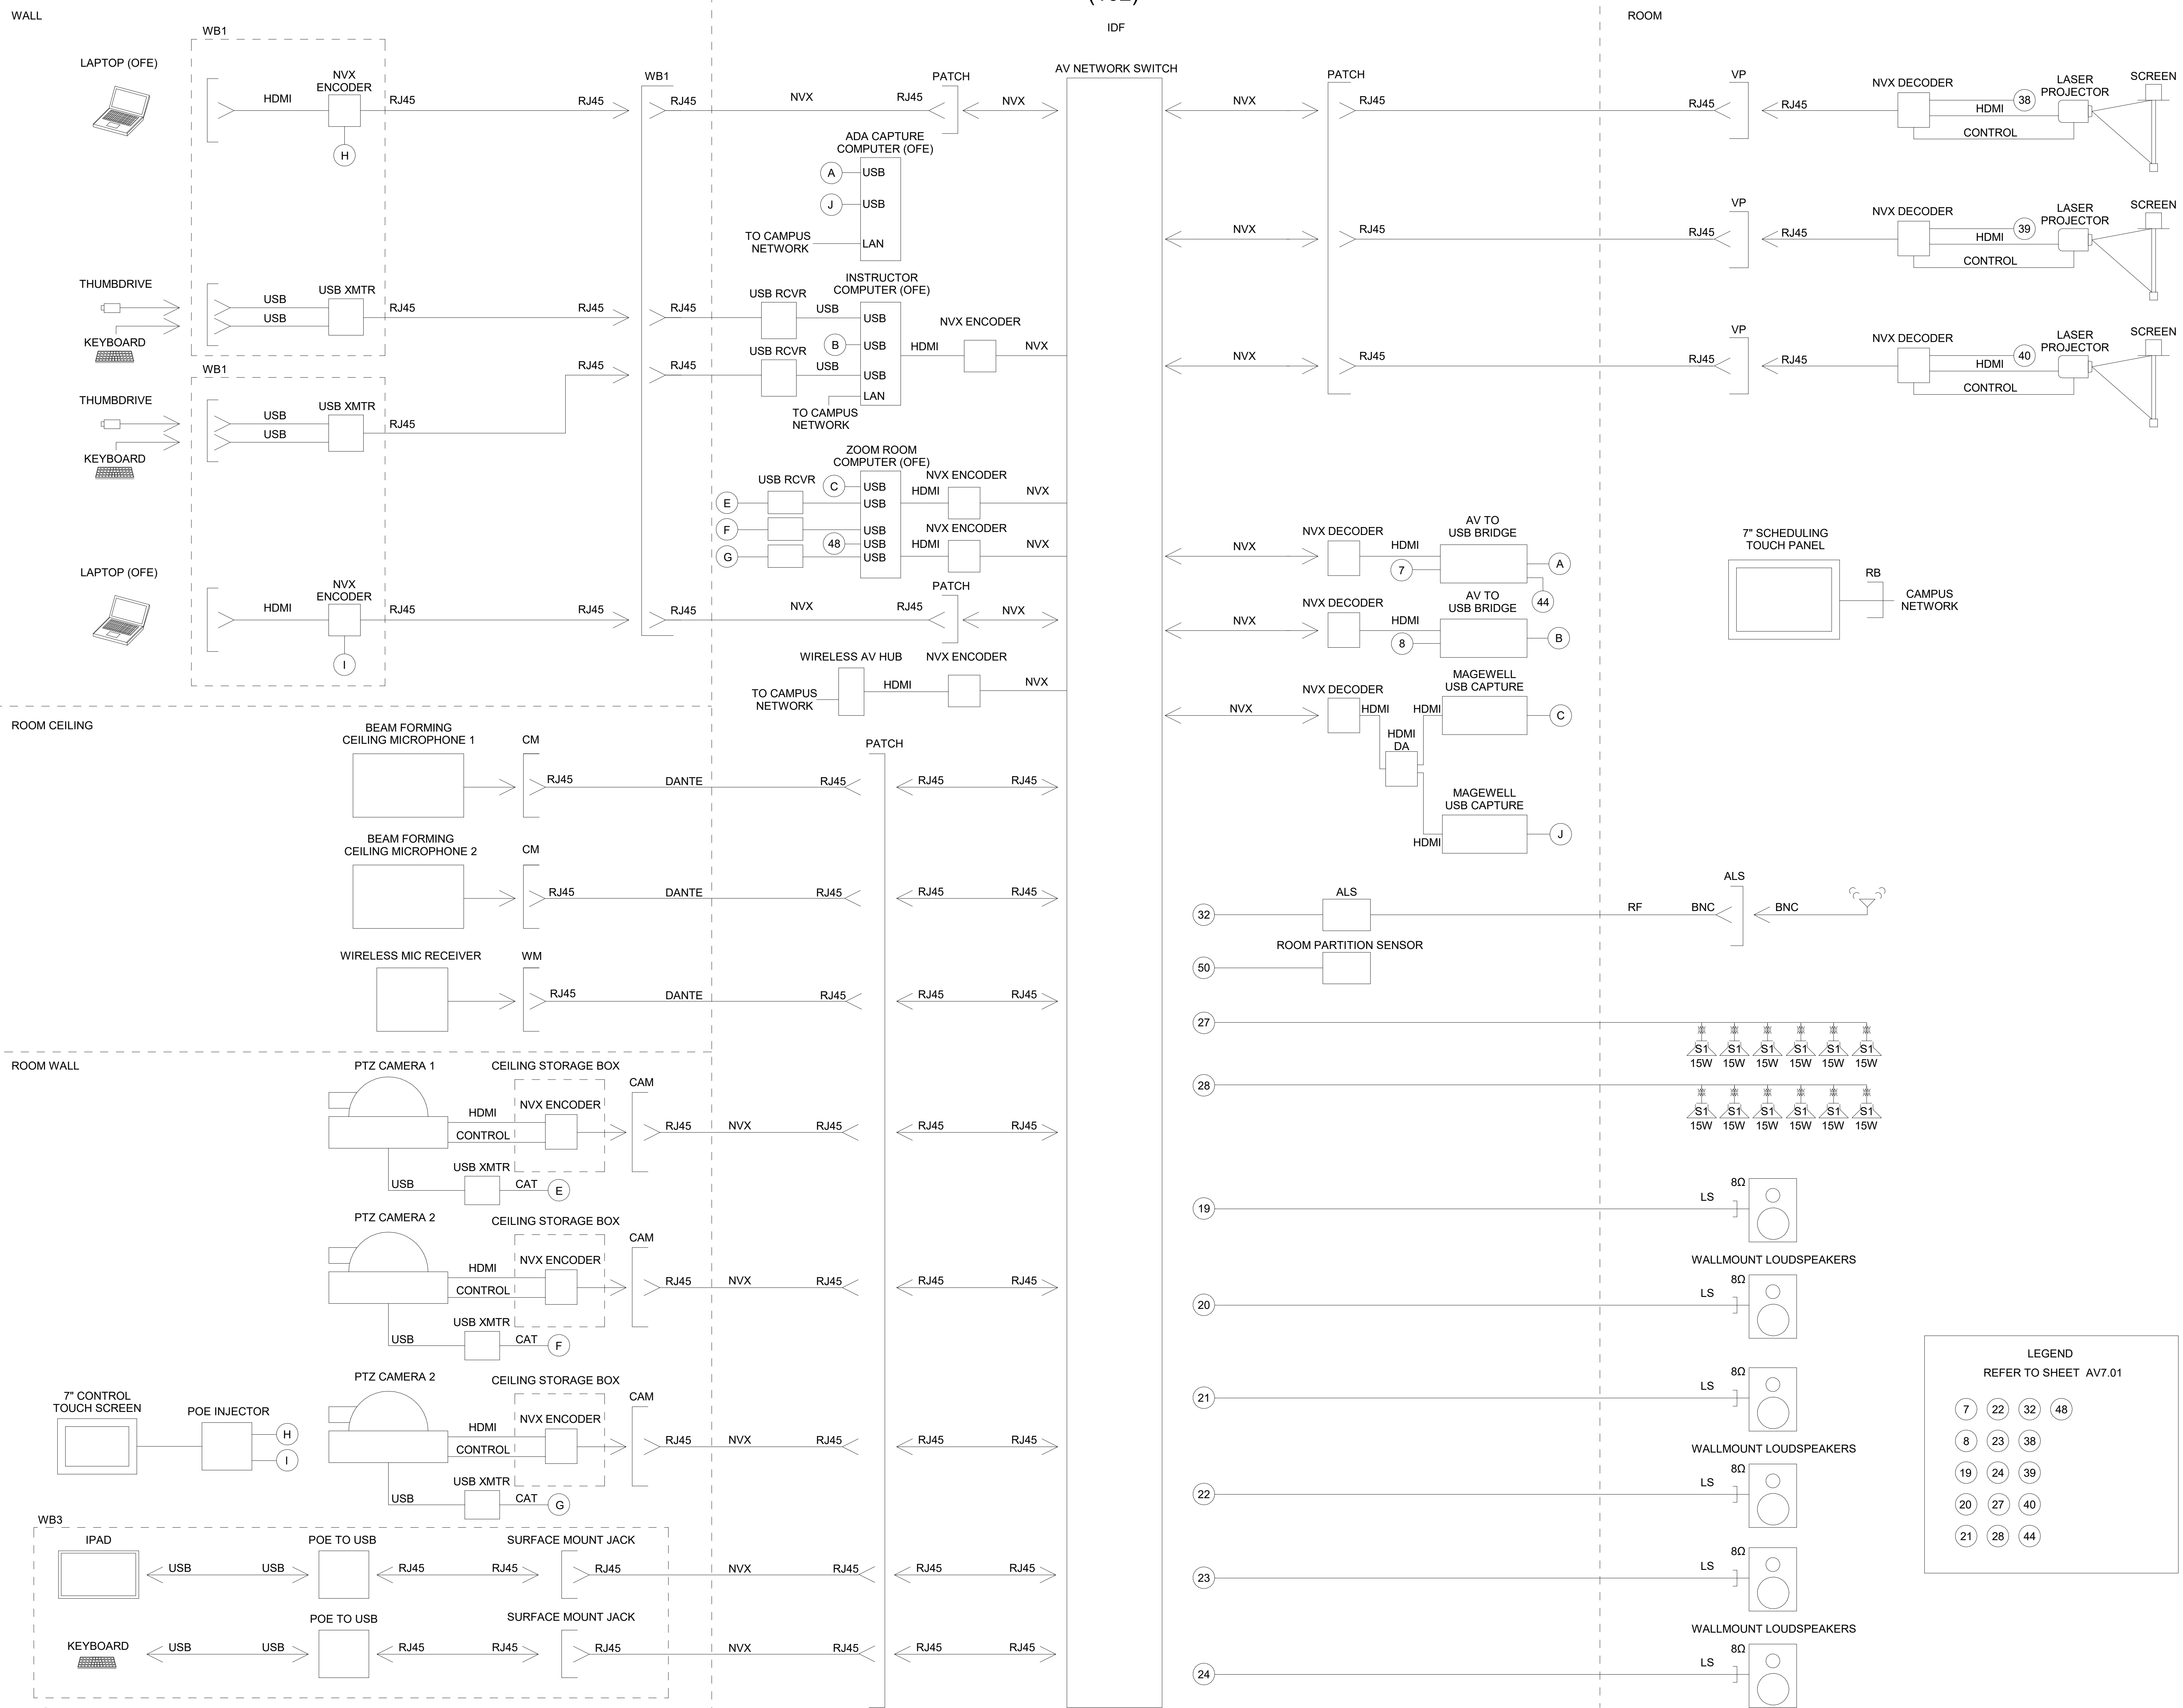 WALL
WB1
LAPTOP (OFE)
HDMI
NVX
ENCODER
RJ45
RJ45
H
THUMBDRIVE
KEYBOARD
USB
USB
USB XMTR
RJ45
RJ45
WB1
THUMBDRIVE
KEYBOARD
USB
USB
USB XMTR
RJ45
RJ45
LAPTOP (OFE)
HDMI
NVX
ENCODER
RJ45
RJ45
I
WB1
RJ45
RJ45
RJ45
RJ45
IDF
AV NETWORK SWITCH
NVX
RJ45
PATCH
NVX
ADA CAPTURE
COMPUTER (OFE)
A
USB
J
USB
TO CAMPUS
NETWORK
LAN
INSTRUCTOR
COMPUTER (OFE)
USB RCVR
USB
USB
B
USB
USB RCVR
USB
USB
LAN
TO CAMPUS
NETWORK
HDMI
NVX ENCODER
NVX
ZOOM ROOM
COMPUTER (OFE)
USB RCVR
C
USB
E
USB
F
USB
48
USB
G
USB
HDMI
NVX ENCODER
NVX
HDMI
NVX ENCODER
NVX
NVX
RJ45
PATCH
NVX
WIRELESS AV HUB
TO CAMPUS
NETWORK
HDMI
NVX ENCODER
NVX
ROOM CEILING
BEAM FORMING
CEILING MICROPHONE 1
CM
RJ45
DANTE
RJ45
PATCH
RJ45
RJ45
BEAM FORMING
CEILING MICROPHONE 2
CM
RJ45
DANTE
RJ45
RJ45
RJ45
WIRELESS MIC RECEIVER
WM
RJ45
DANTE
RJ45
RJ45
RJ45
ROOM WALL
PTZ CAMERA 1
CEILING STORAGE BOX
CAM
HDMI
NVX ENCODER
CONTROL
RJ45
NVX
RJ45
RJ45
RJ45
USB XMTR
USB
CAT
E
PTZ CAMERA 2
CEILING STORAGE BOX
CAM
HDMI
NVX ENCODER
CONTROL
RJ45
NVX
RJ45
RJ45
RJ45
USB XMTR
USB
CAT
F
PTZ CAMERA 2
CEILING STORAGE BOX
CAM
HDMI
NVX ENCODER
CONTROL
RJ45
NVX
RJ45
RJ45
RJ45
USB XMTR
USB
CAT
G
7" CONTROL
TOUCH SCREEN
POE INJECTOR
H
I
WB3
IPAD
USB
USB
POE TO USB
RJ45
RJ45
SURFACE MOUNT JACK
RJ45
NVX
RJ45
RJ45
RJ45
KEYBOARD
USB
USB
POE TO USB
RJ45
RJ45
SURFACE MOUNT JACK
RJ45
NVX
RJ45
RJ45
RJ45
ROOM
NVX
PATCH
RJ45
RJ45
VP
RJ45
NVX DECODER
38
HDMI
CONTROL
LASER
PROJECTOR
SCREEN
NVX
RJ45
RJ45
VP
RJ45
NVX DECODER
39
HDMI
CONTROL
LASER
PROJECTOR
SCREEN
NVX
RJ45
RJ45
VP
RJ45
NVX DECODER
40
HDMI
CONTROL
LASER
PROJECTOR
SCREEN
NVX
NVX DECODER
HDMI
7
AV TO
USB BRIDGE
A
44
NVX
NVX DECODER
HDMI
8
AV TO
USB BRIDGE
B
NVX
NVX DECODER
HDMI
HDMI
DA
HDMI
MAGEWELL
USB CAPTURE
C
MAGEWELL
USB CAPTURE
HDMI
J
7" SCHEDULING
TOUCH PANEL
RB
CAMPUS
NETWORK
32
ALS
RF
BNC
ALS
BNC
50
ROOM PARTITION SENSOR
27
S1 S1 S1 S1 S1 S1
15W 15W 15W 15W 15W 15W
28
S1 S1 S1 S1 S1 S1
15W 15W 15W 15W 15W 15W
19
LS
8Ω
WALLMOUNT LOUDSPEAKERS
20
LS
8Ω
21
LS
8Ω
WALLMOUNT LOUDSPEAKERS
22
LS
8Ω
23
LS
8Ω
WALLMOUNT LOUDSPEAKERS
24
LS
8Ω
LEGEND
REFER TO SHEET AV7.01
7 22 32 48
8 23 38
19 24 39
20 27 40
21 28 44